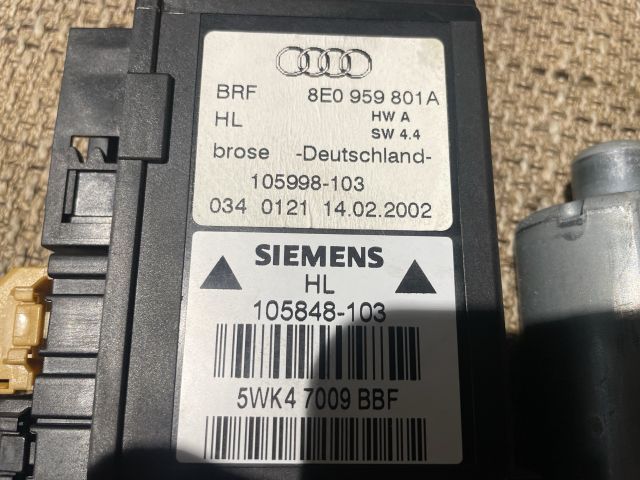 BRF 8E0 959 801A
HL HW A
SW 4.4
brose -Deutschland-
105998-103
034 0121 14.02.2002
SIEMENS
HL
105848-103
5WK4 7009 BBF